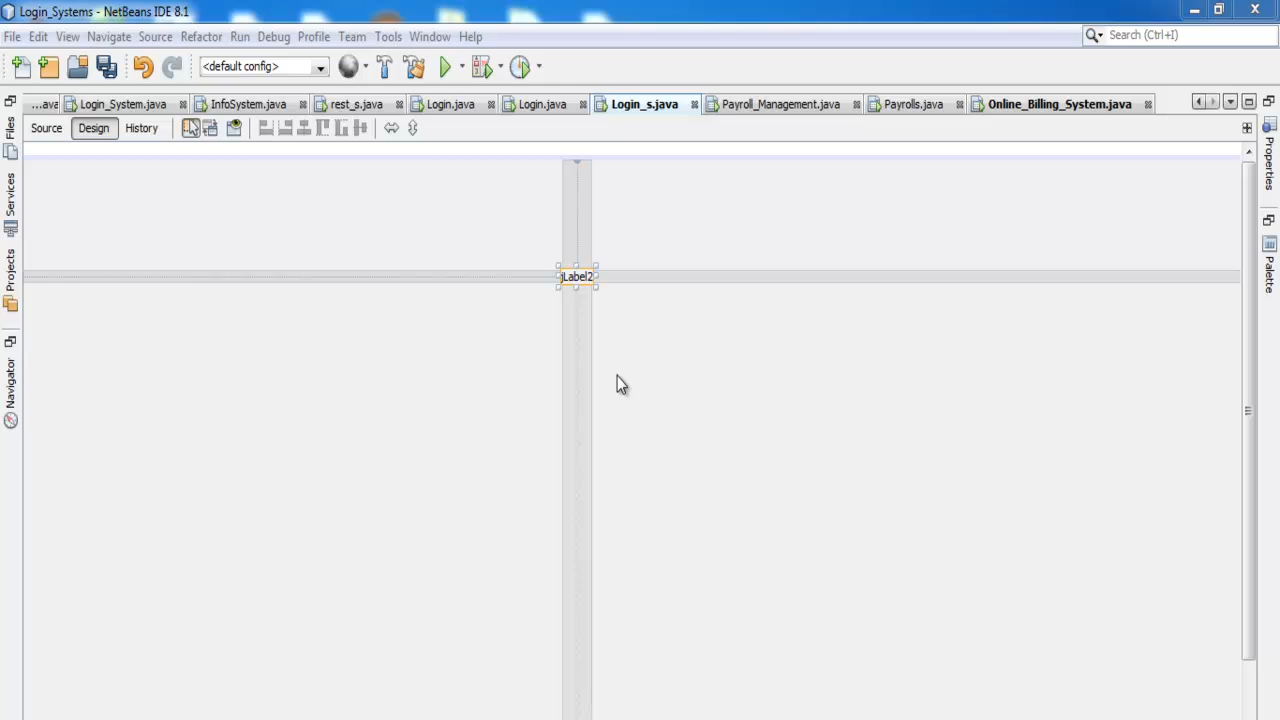 Login_Systems - NetBeans IDE 8.1
File Edit View Navigate Source Refactor Run Debug Profile Team Tools Window Help
Search (Ctrl+I)
<default config>
...ava Login_System.java InfoSystem.java rest_s.java Login.java Login.java Login_s.java Payroll_Management.java Payrolls.java Online_Billing_System.java
Source Design History
Files
Services
Projects
Navigator
jLabel2
Properties
Palette